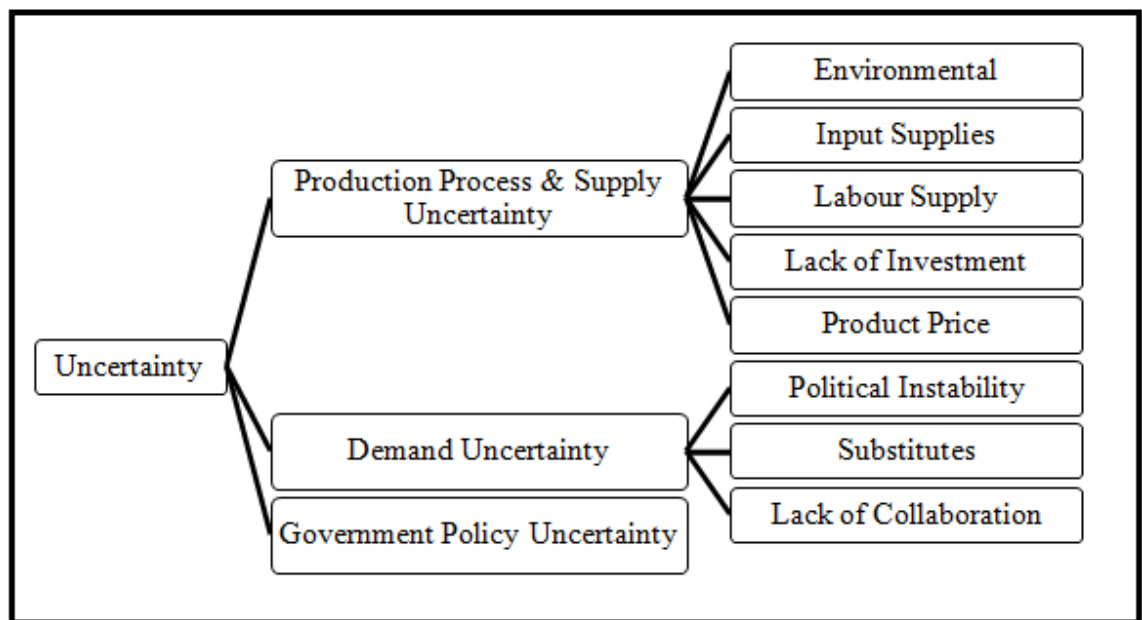 Environmental
Input Supplies
Production Process & Supply
Uncertainty
Labour Supply
Lack of Investment
Product Price
Uncertainty
Political Instability
Demand Uncertainty
Substitutes
Government Policy Uncertainty
Lack of Collaboration